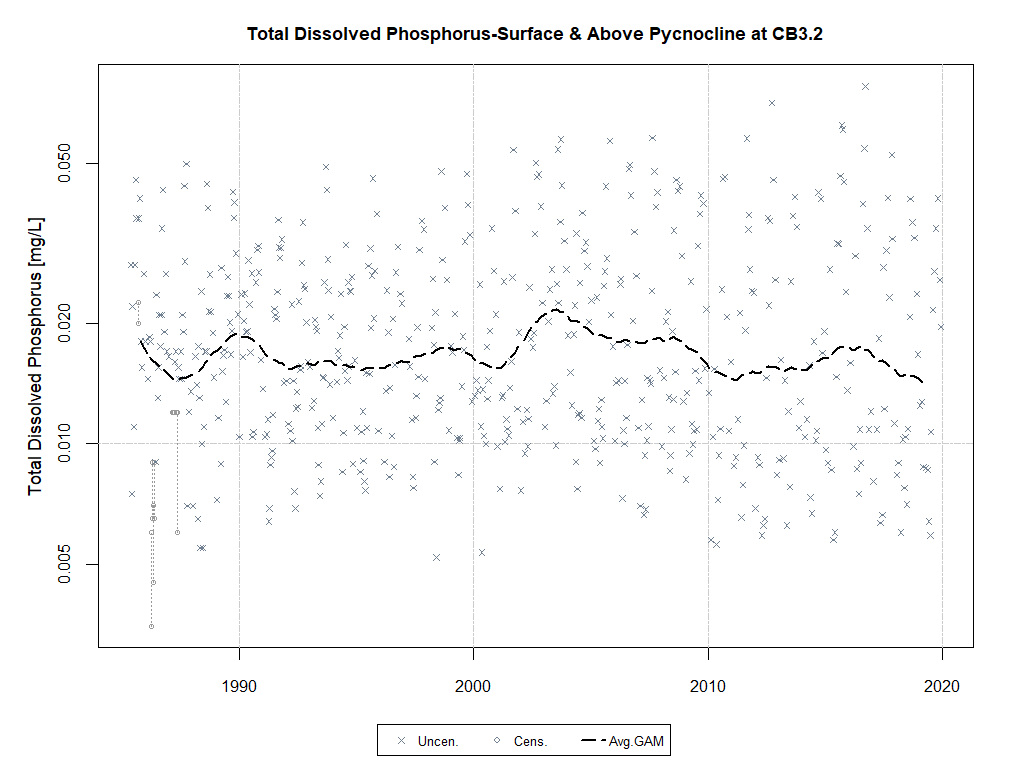 Total Dissolved Phosphorus-Surface & Above Pycnocline at CB3.2
Total Dissolved Phosphorus [mg/L]
0.050
0.020
0.010
0.005
1990 2000 2010 2020
Uncen. Cens. Avg.GAM